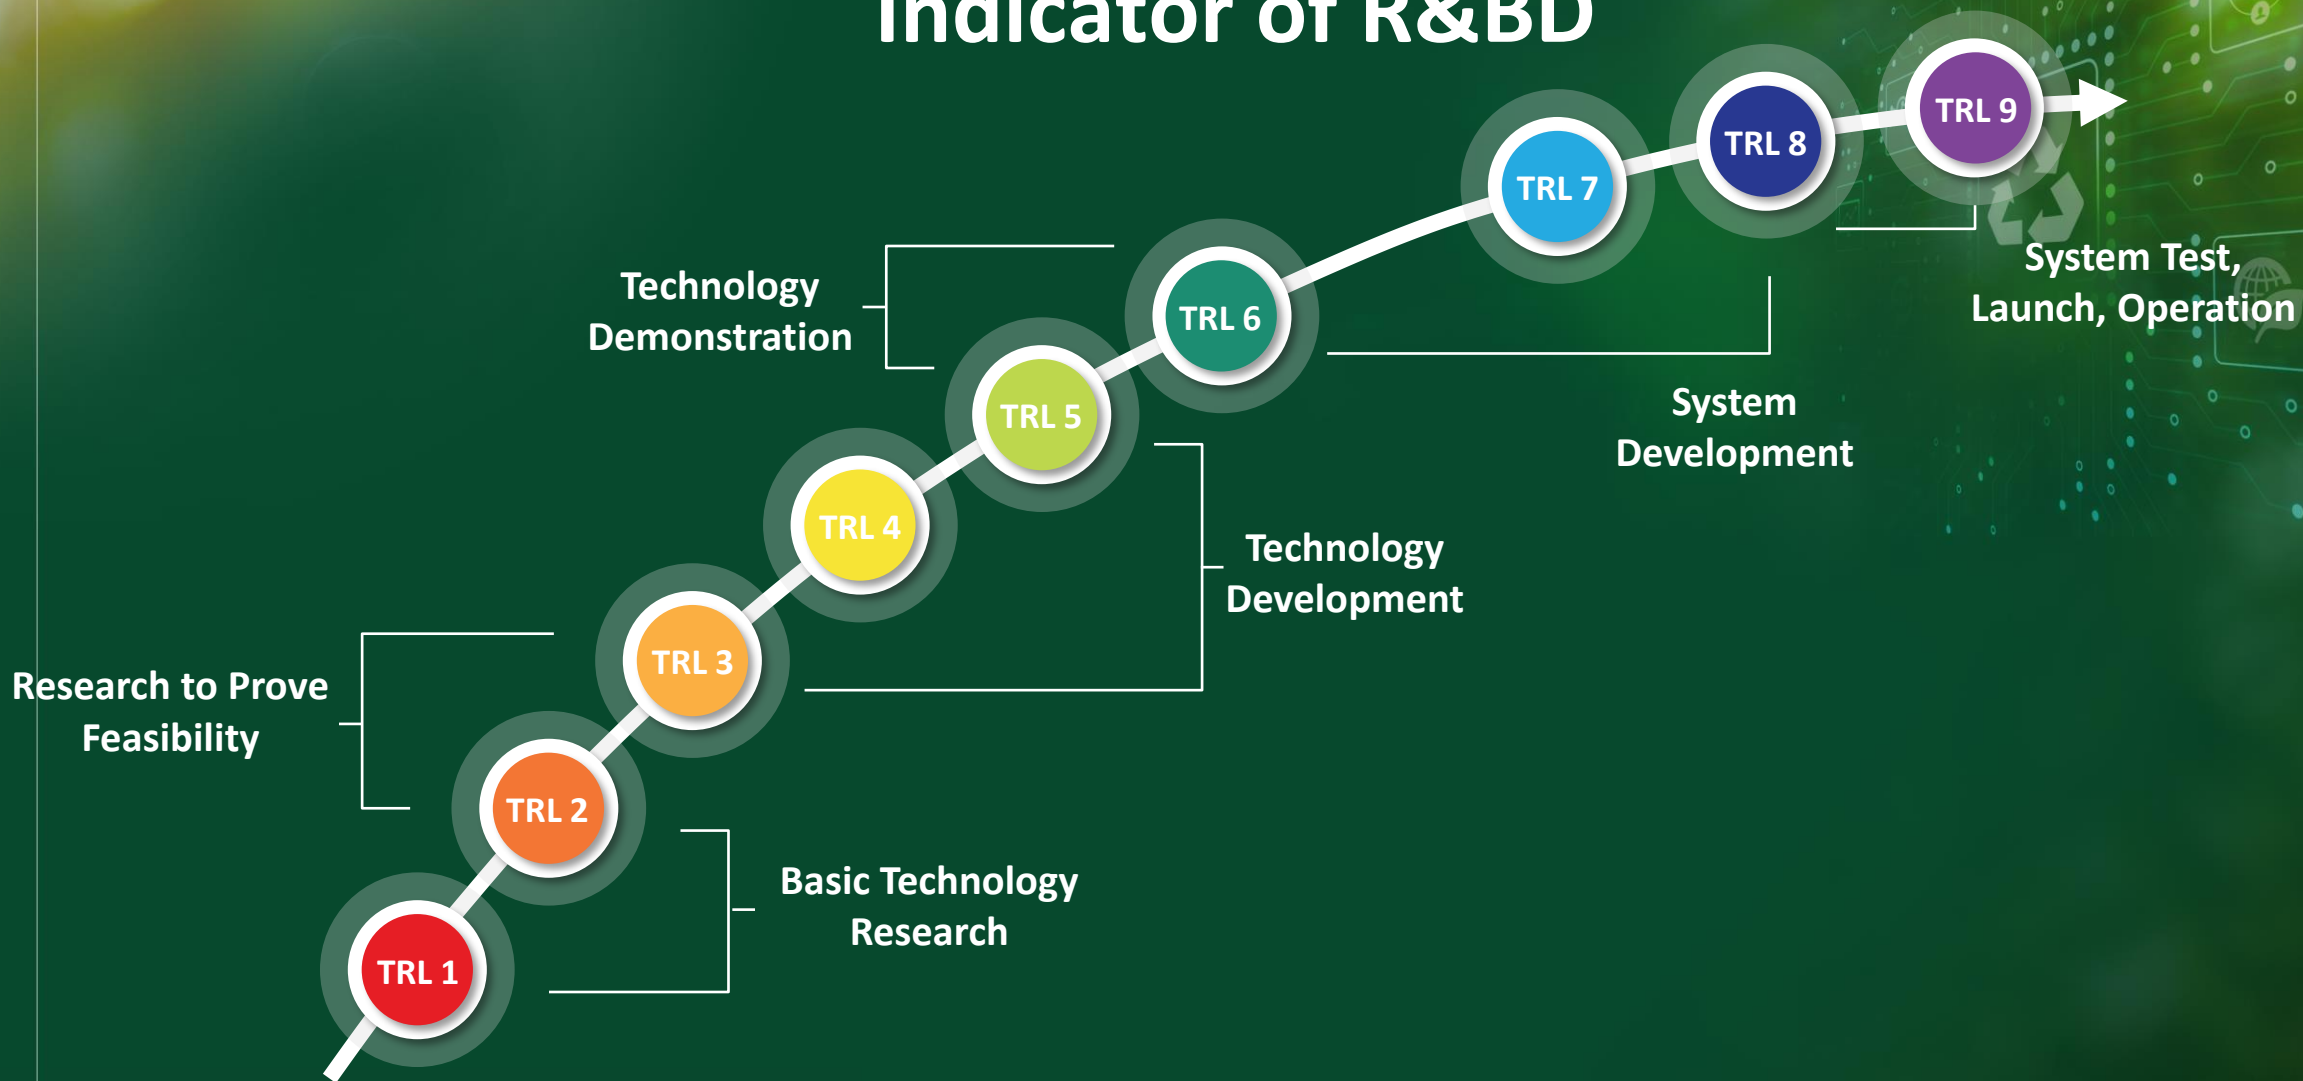 Indicator of R&BD
TRL 9
TRL 8
TRL 7
System Test,
Launch, Operation
Technology
Demonstration
TRL 6
System
Development
TRL 5
TRL 4
Technology
Development
TRL 3
Research to Prove
Feasibility
TRL 2
Basic Technology
Research
TRL 1